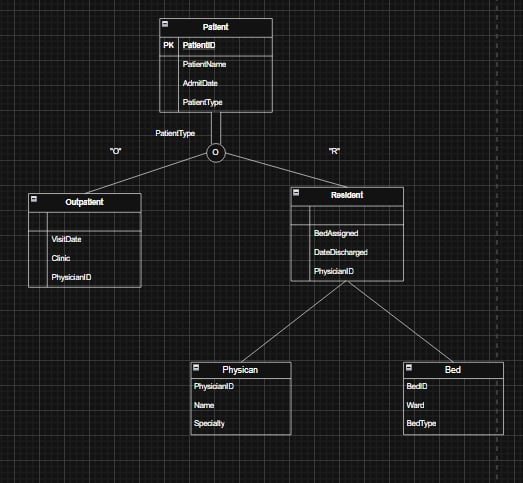 Patient
PK PatientID
PatientName
AdmitDate
PatientType
PatientType
"O"
O
"R"
Outpatient
VisitDate
Clinic
PhysicianID
Resident
BedAssigned
DateDischarged
PhysicianID
Physican
PhysicianID
Name
Specialty
Bed
BedID
Ward
BedType